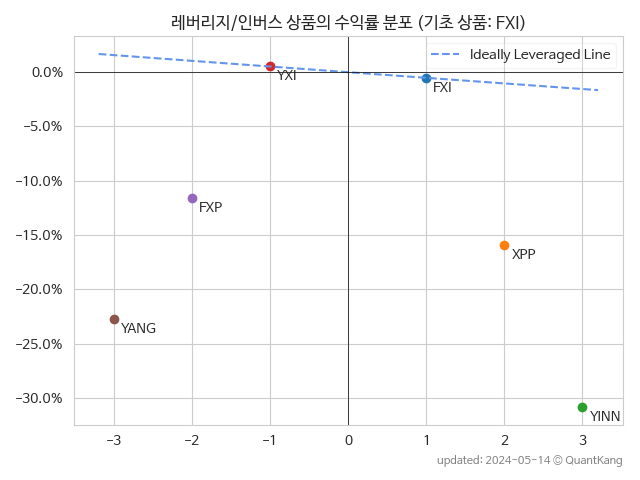 레버리지/인버스 상품의 수익률 분포 (기초 상품: FXI)
Ideally Leveraged Line
0.0%
YXI
FXI
-5.0%
-10.0%
FXP
-15.0%
XPP
-20.0%
YANG
-25.0%
-30.0%
YINN
-3 -2 -1 0 1 2 3
updated: 2024-05-14 © QuantKang